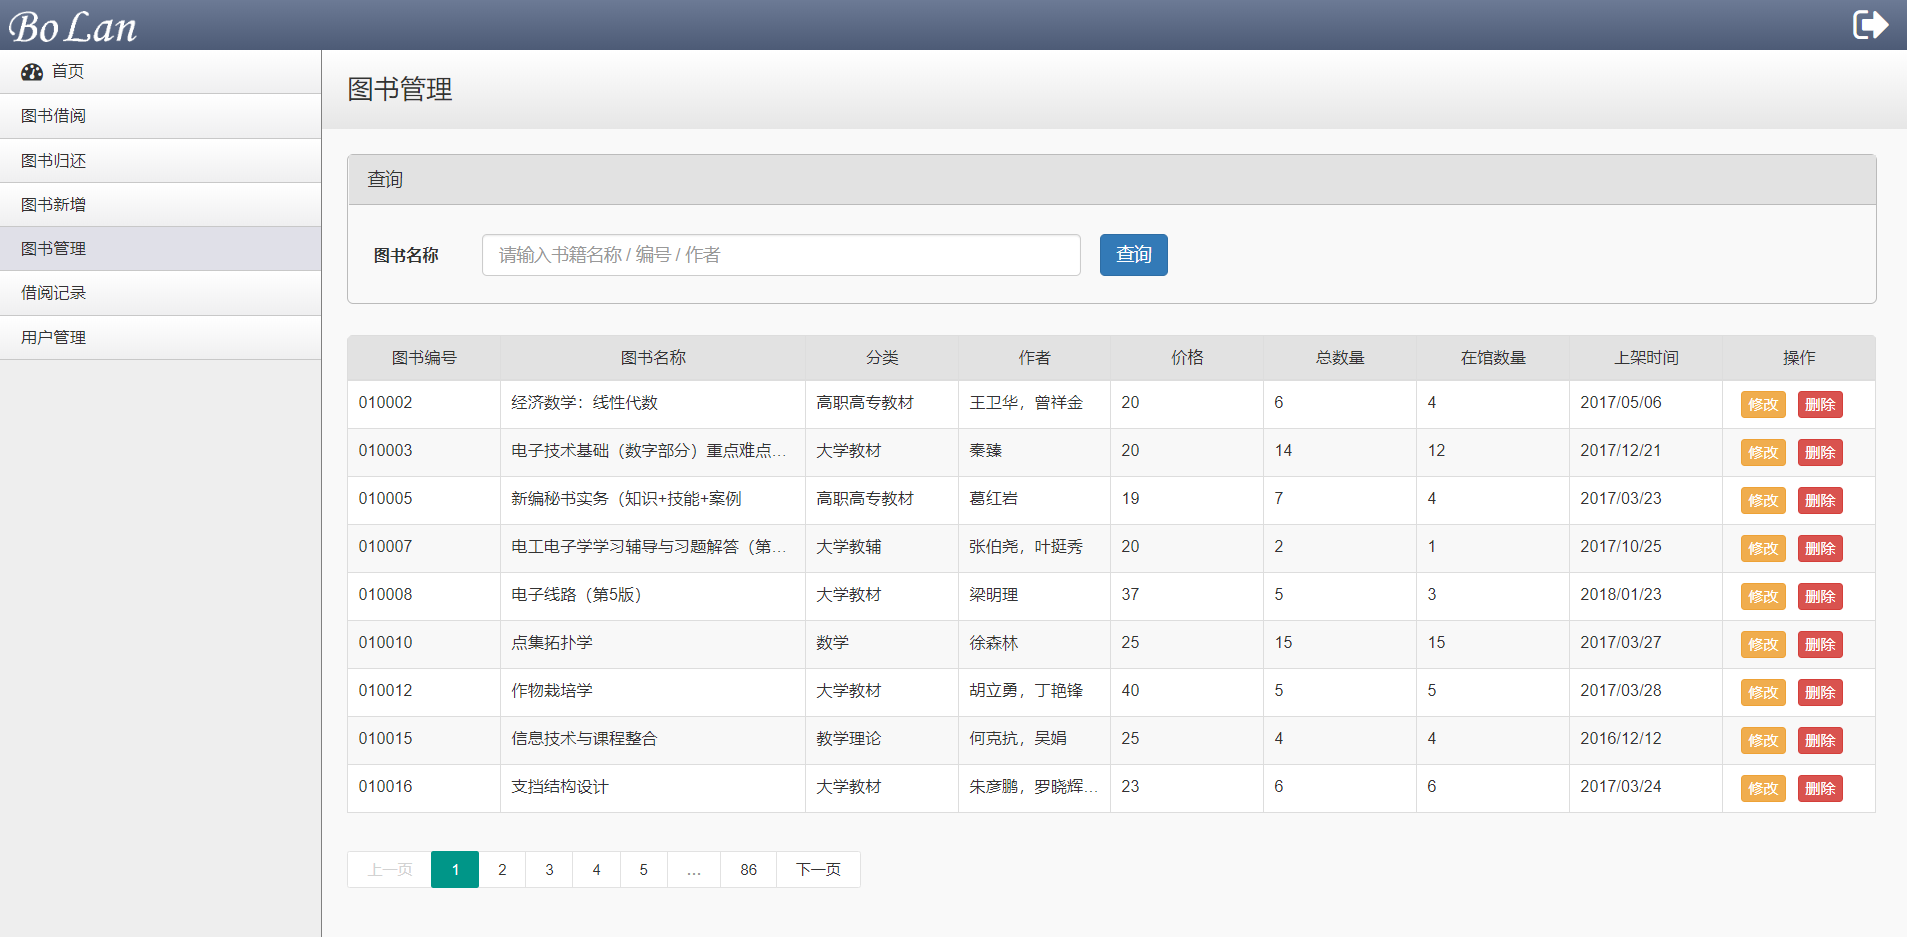 Bo Lan
首页
图书借阅
图书归还
图书新增
图书管理
借阅记录
用户管理
图书管理
查询
图书名称 请输入书籍名称 / 编号 / 作者 查询
图书编号 图书名称 分类 作者 价格 总数量 在馆数量 上架时间 操作
010002 经济数学：线性代数 高职高专教材 王卫华，曾祥金 20 6 4 2017/05/06 修改 删除
010003 电子技术基础（数字部分）重点难点… 大学教材 秦臻 20 14 12 2017/12/21 修改 删除
010005 新编秘书实务（知识+技能+案例 高职高专教材 葛红岩 19 7 4 2017/03/23 修改 删除
010007 电工电子学学习辅导与习题解答（第… 大学教辅 张伯尧，叶挺秀 20 2 1 2017/10/25 修改 删除
010008 电子线路（第5版） 大学教材 梁明理 37 5 3 2018/01/23 修改 删除
010010 点集拓扑学 数学 徐森林 25 15 15 2017/03/27 修改 删除
010012 作物栽培学 大学教材 胡立勇，丁艳锋 40 5 5 2017/03/28 修改 删除
010015 信息技术与课程整合 教学理论 何克抗，吴娟 25 4 4 2016/12/12 修改 删除
010016 支挡结构设计 大学教材 朱彦鹏，罗晓辉… 23 6 6 2017/03/24 修改 删除
上一页 1 2 3 4 5 … 86 下一页